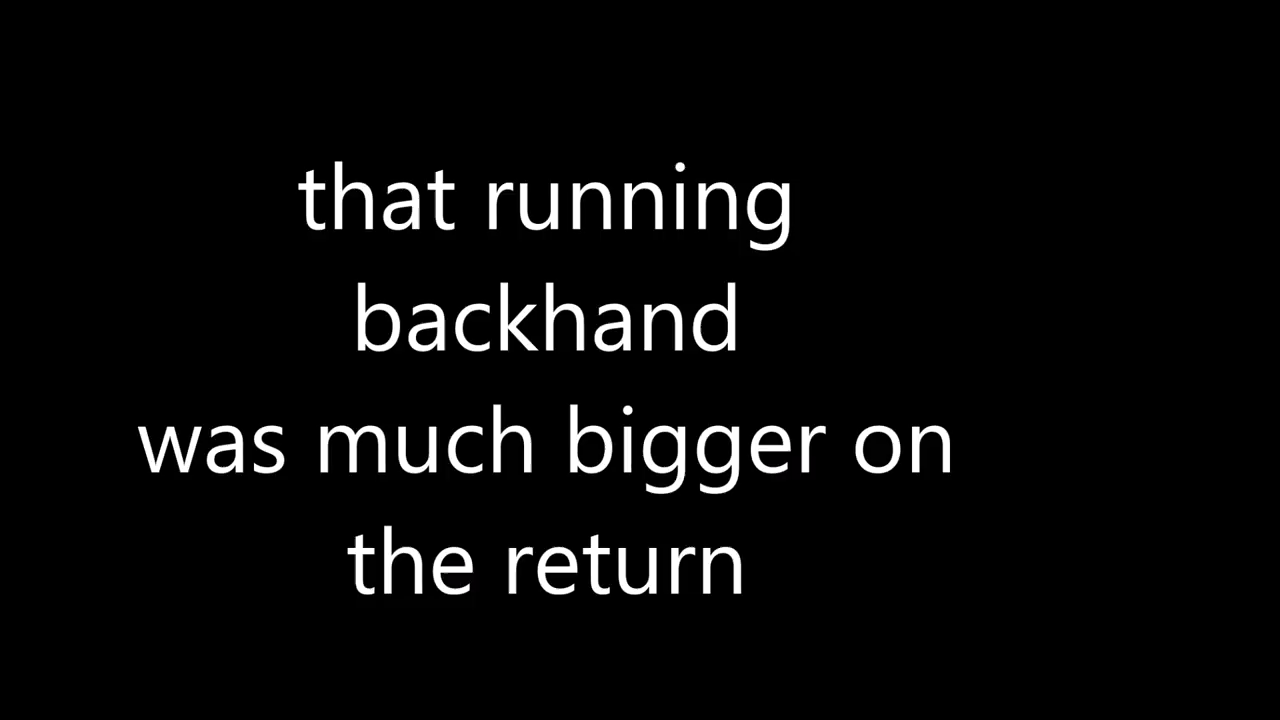 that running
backhand
was much bigger on
the return